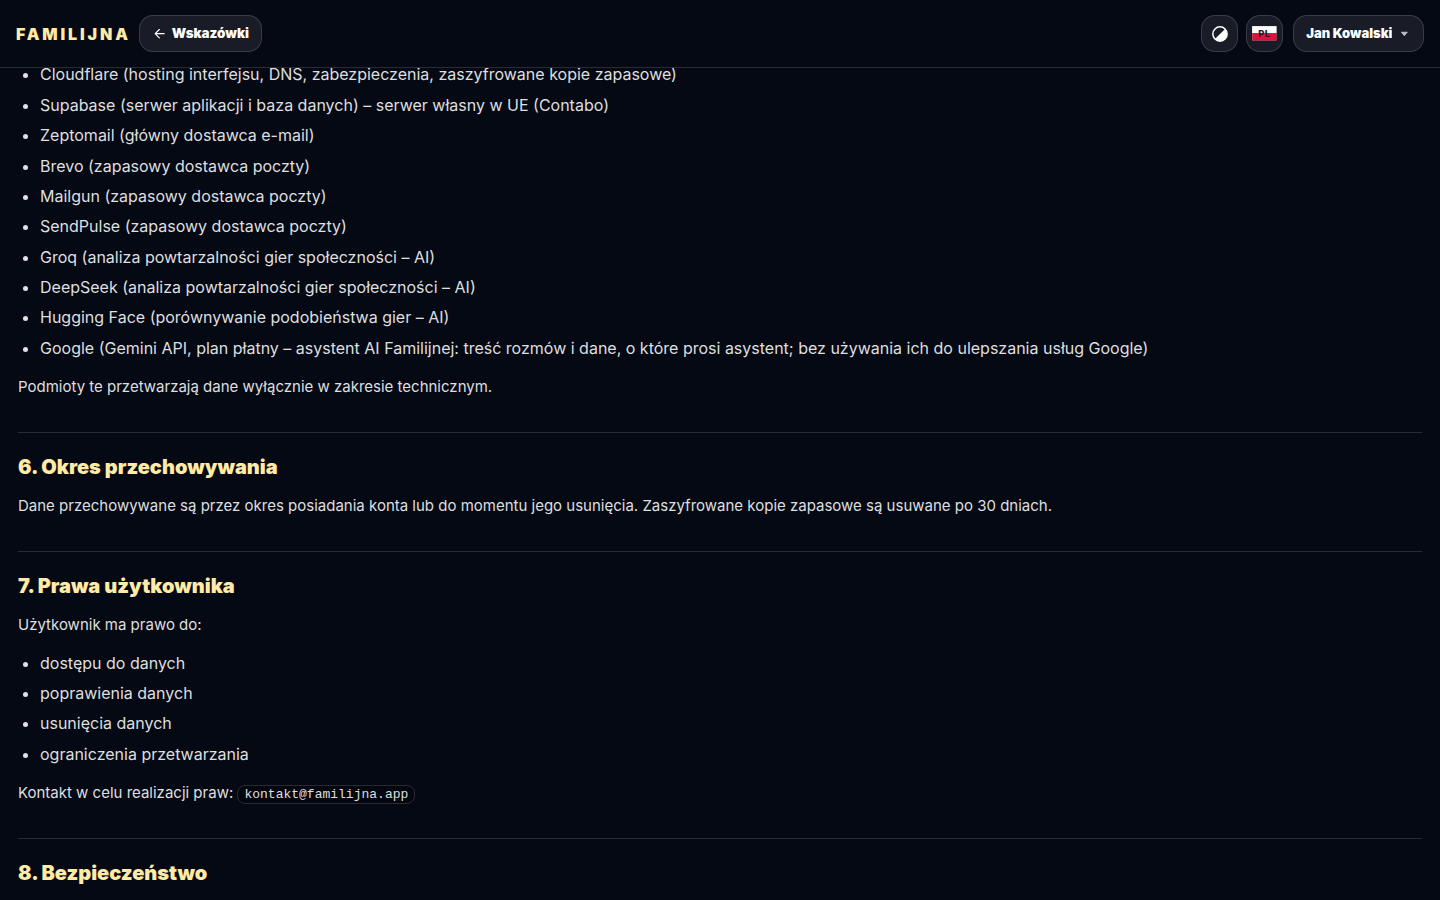 FAMILIJNA
← Wskazówki
PL
Jan Kowalski
• Cloudflare (hosting interfejsu, DNS, zabezpieczenia, zaszyfrowane kopie zapasowe)
• Supabase (serwer aplikacji i baza danych) – serwer własny w UE (Contabo)
• Zeptomail (główny dostawca e-mail)
• Brevo (zapasowy dostawca poczty)
• Mailgun (zapasowy dostawca poczty)
• SendPulse (zapasowy dostawca poczty)
• Groq (analiza powtarzalności gier społeczności – AI)
• DeepSeek (analiza powtarzalności gier społeczności – AI)
• Hugging Face (porównywanie podobieństwa gier – AI)
• Google (Gemini API, plan płatny – asystent AI Familijnej: treść rozmów i dane, o które prosi asystent; bez używania ich do ulepszania usług Google)
Podmioty te przetwarzają dane wyłącznie w zakresie technicznym.
6. Okres przechowywania
Dane przechowywane są przez okres posiadania konta lub do momentu jego usunięcia. Zaszyfrowane kopie zapasowe są usuwane po 30 dniach.
7. Prawa użytkownika
Użytkownik ma prawo do:
• dostępu do danych
• poprawienia danych
• usunięcia danych
• ograniczenia przetwarzania
Kontakt w celu realizacji praw: kontakt@familijna.app
8. Bezpieczeństwo